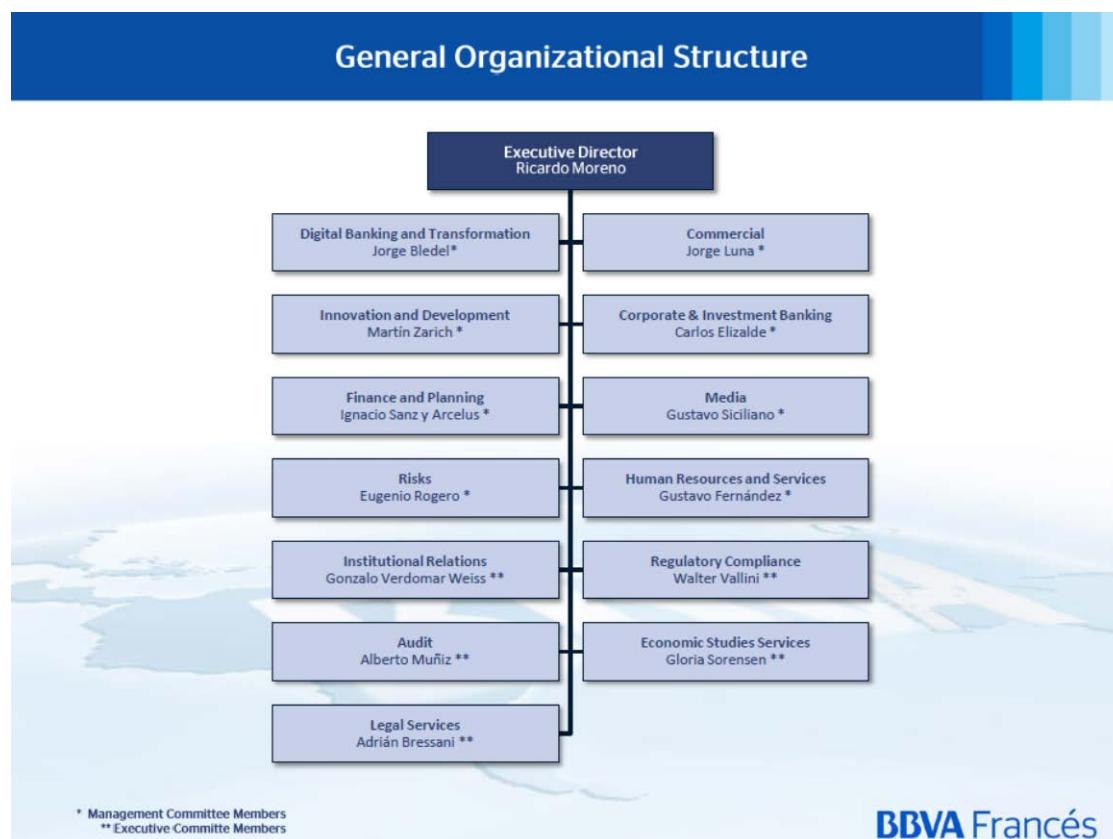 General Organizational Structure
Executive Director
Ricardo Moreno
Digital Banking and Transformation
Jorge Bledel*
Commercial
Jorge Luna *
Innovation and Development
Martín Zarich *
Corporate & Investment Banking
Carlos Elizalde *
Finance and Planning
Ignacio Sanz y Arcelus *
Media
Gustavo Siciliano *
Risks
Eugenio Rogero *
Human Resources and Services
Gustavo Fernández *
Institutional Relations
Gonzalo Verdomar Weiss **
Regulatory Compliance
Walter Vallini **
Audit
Alberto Muñiz **
Economic Studies Services
Gloria Sorensen **
Legal Services
Adrián Bressani **
* Management Committee Members
** Executive Committe Members
BBVA Francés